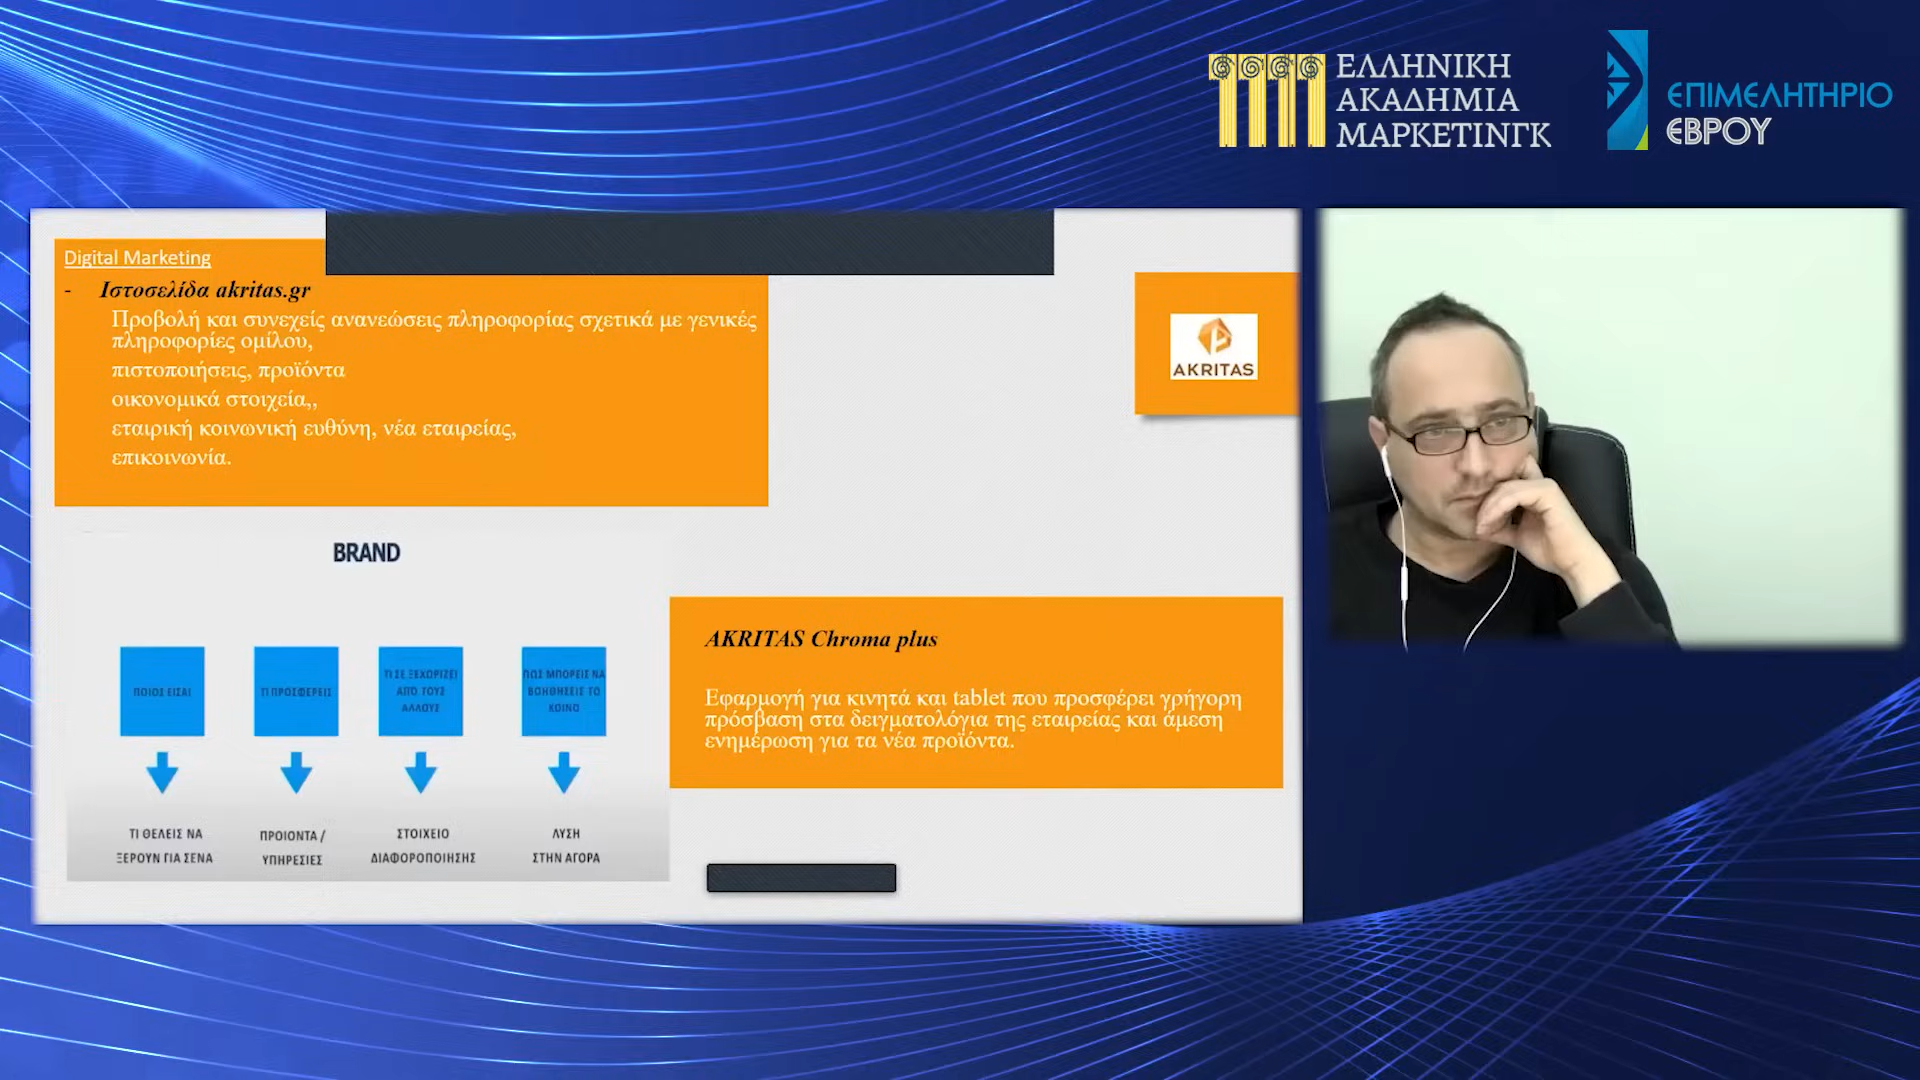 ΕΛΛΗΝΙΚΗ
ΑΚΑΔΗΜΙΑ
ΜΑΡΚΕΤΙΝΓΚ
ΕΠΙΜΕΛΗΤΗΡΙΟ
ΕΒΡΟΥ
Digital Marketing
- Ιστοσελίδα akritas.gr
Προβολή και συνεχείς ανανεώσεις πληροφορίας σχετικά με γενικές
πληροφορίες ομίλου,
πιστοποιήσεις, προϊόντα
οικονομικά στοιχεία,,
εταιρική κοινωνική ευθύνη, νέα εταιρείας,
επικοινωνία.
AKRITAS
BRAND
ΠΟΙΟΣ ΕΙΣΑΙ
ΤΙ ΠΡΟΣΦΕΡΕΙΣ
ΤΙ ΣΕ ΞΕΧΩΡΙΖΕΙ
ΑΠΟ ΤΟΥΣ
ΑΛΛΟΥΣ
ΠΩΣ ΜΠΟΡΕΙΣ ΝΑ
ΒΟΗΘΗΣΕΙΣ ΤΟ
ΚΟΙΝΟ
ΤΙ ΘΕΛΕΙΣ ΝΑ
ΞΕΡΟΥΝ ΓΙΑ ΣΕΝΑ
ΠΡΟΙΟΝΤΑ /
ΥΠΗΡΕΣΙΕΣ
ΣΤΟΙΧΕΙΟ
ΔΙΑΦΟΡΟΠΟΙΗΣΗΣ
ΛΥΣΗ
ΣΤΗΝ ΑΓΟΡΑ
AKRITAS Chroma plus
Εφαρμογή για κινητά και tablet που προσφέρει γρήγορη
πρόσβαση στα δειγματολόγια της εταιρείας και άμεση
ενημέρωση για τα νέα προϊόντα.